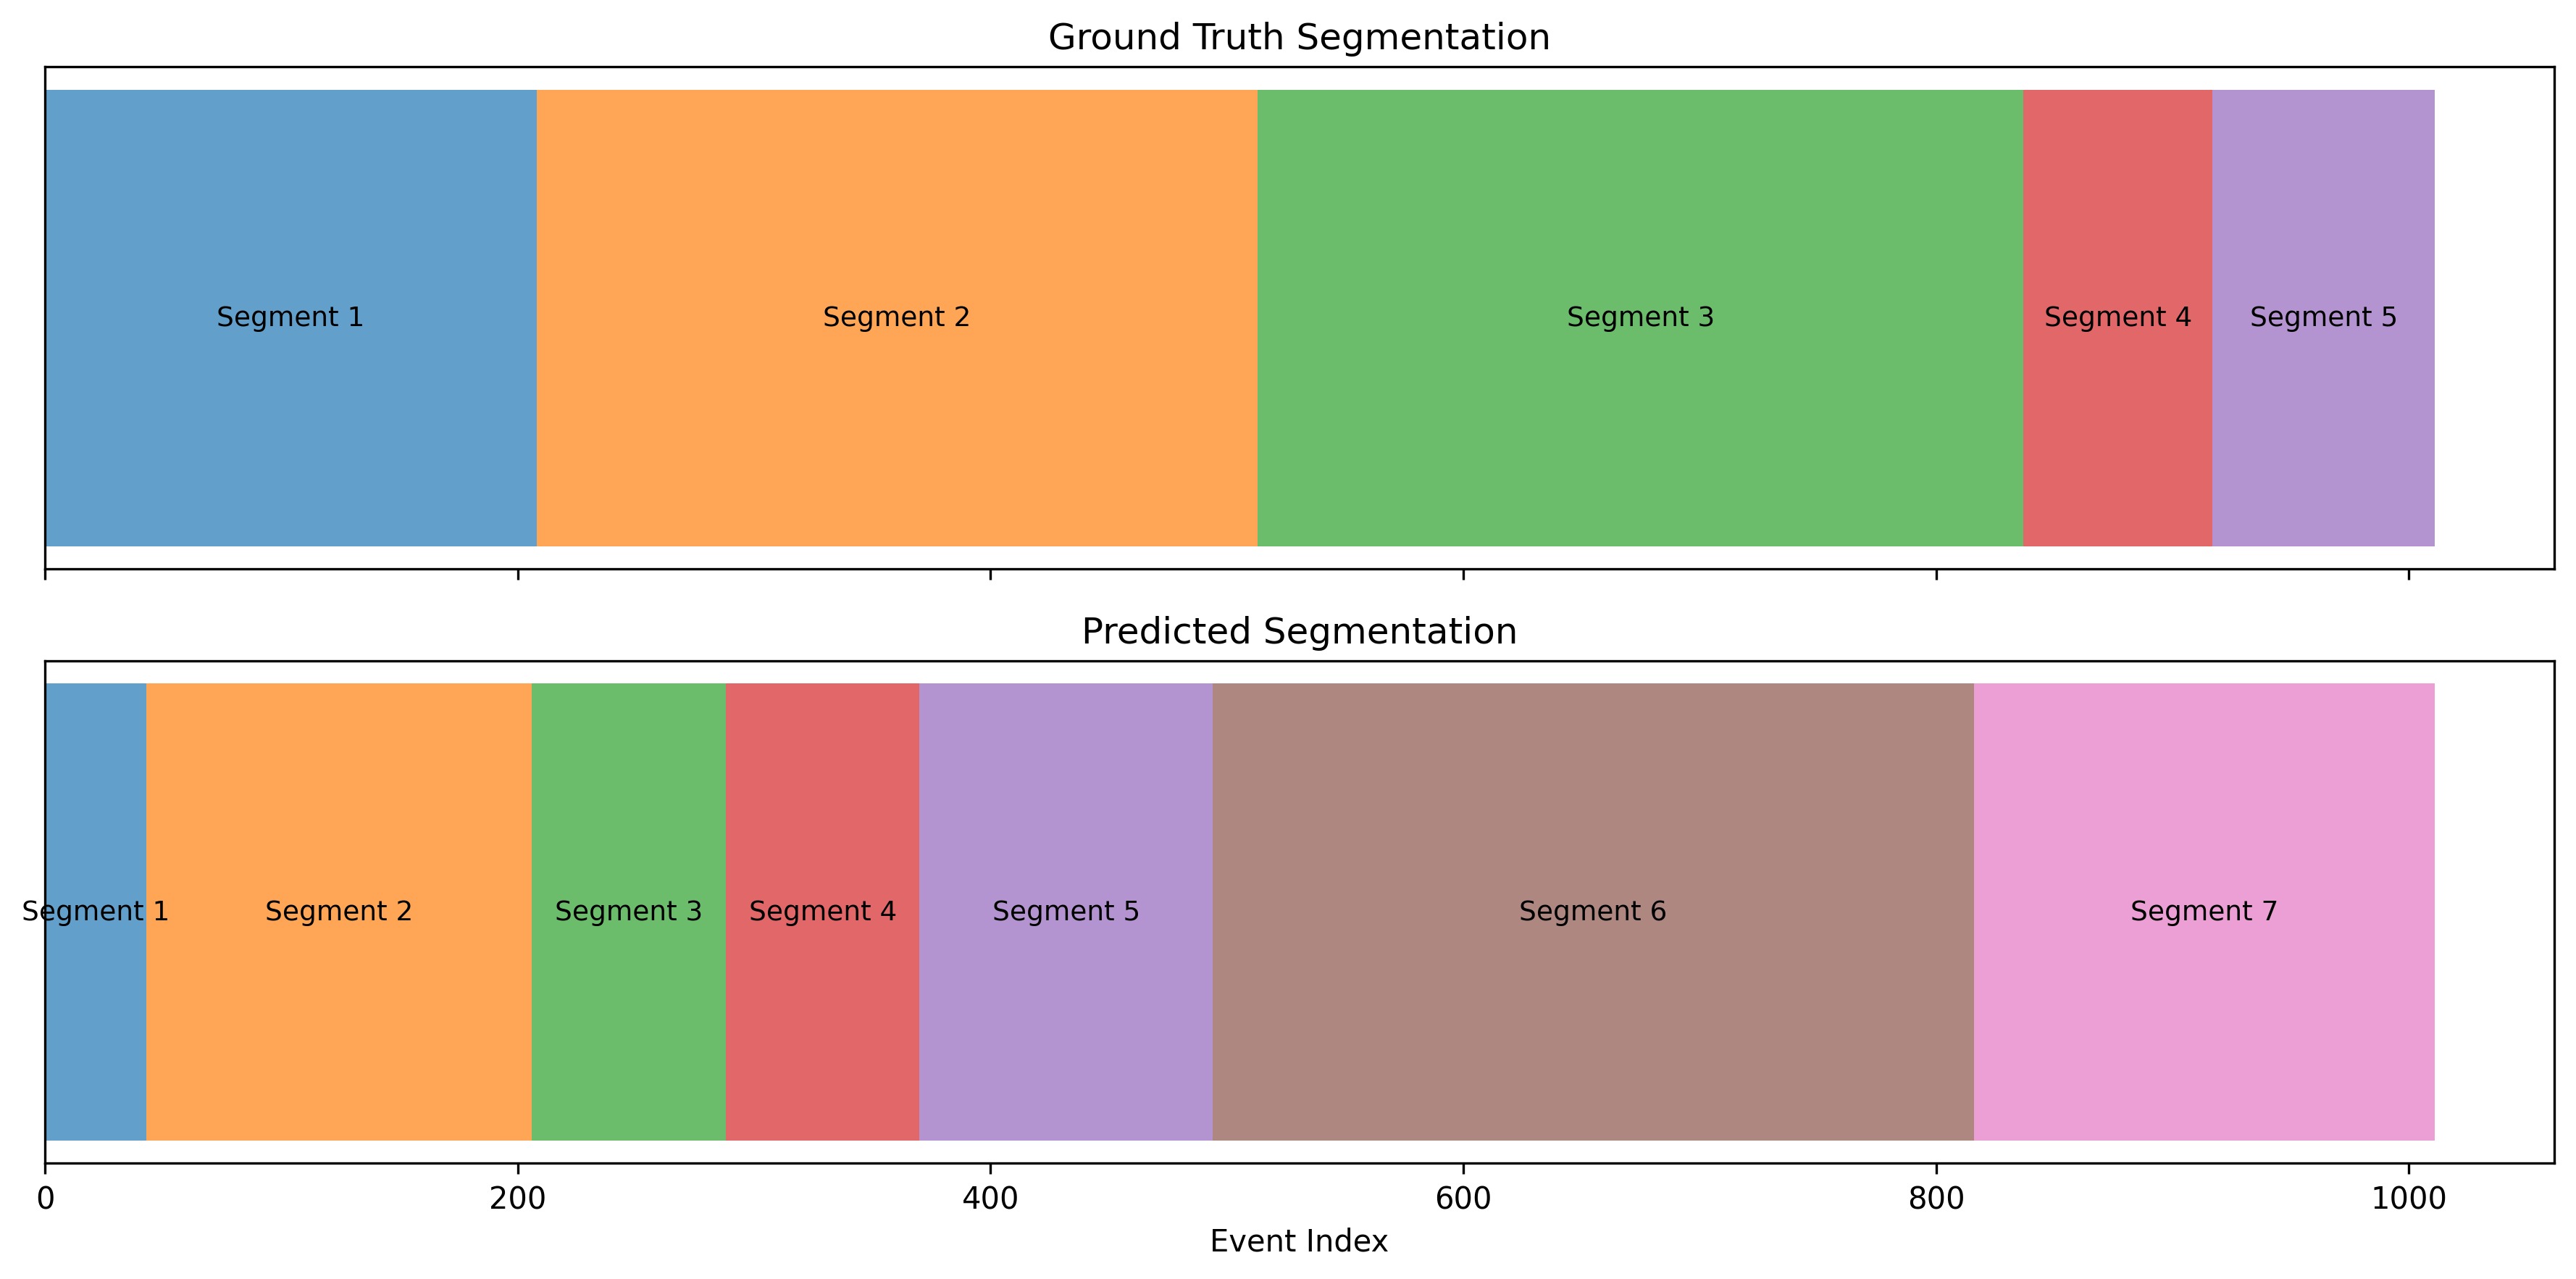 Ground Truth Segmentation
Segment 1 Segment 2 Segment 3 Segment 4 Segment 5
Predicted Segmentation
Segment 1 Segment 2 Segment 3 Segment 4 Segment 5 Segment 6 Segment 7
0 200 400 600 800 1000
Event Index